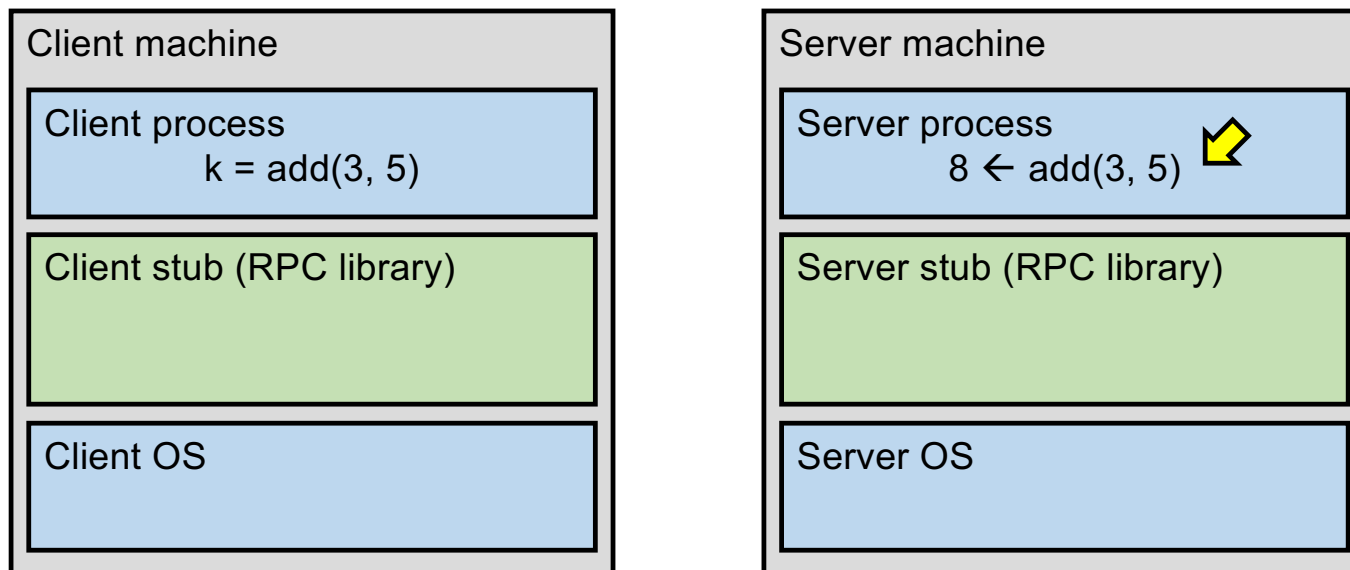 Client machine
Client process
k = add(3, 5)
Client stub (RPC library)
Client OS
Server machine
Server process
8 ← add(3, 5)
Server stub (RPC library)
Server OS